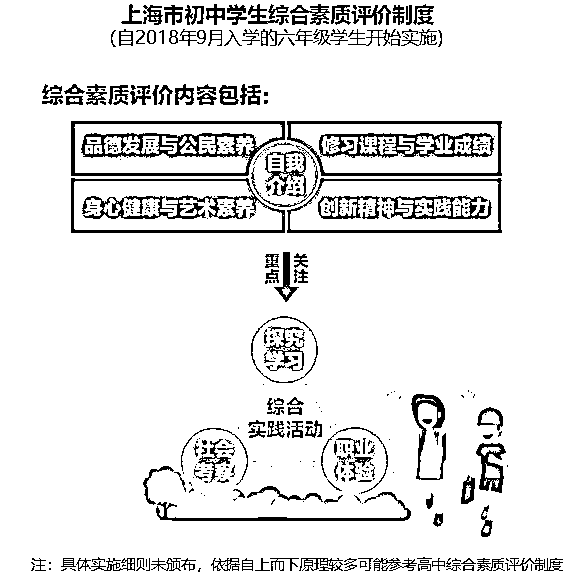 上海市初中学生综合素质评价制度
(自2018年9月入学的六年级学生开始实施)
综合素质评价内容包括:
品德发展与公民素养
修习课程与学业成绩
自我
介绍
身心健康与艺术素养
创新精神与实践能力
重点
关注
探究
学习
综合
实践活动
社会
考察
职业
体验
注:具体实施细则未颁布,依据自上而下原理较多可能参考高中综合素质评价制度